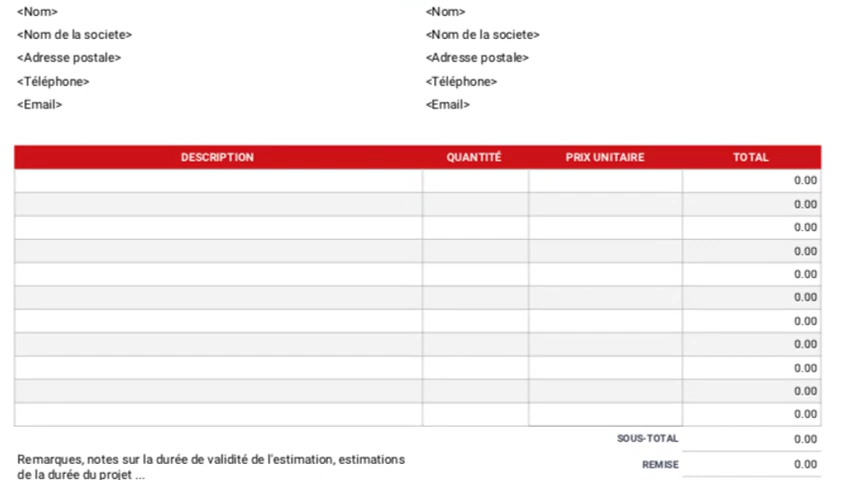 <Nom> <Nom>
<Nom de la societe> <Nom de la societe>
<Adresse postale> <Adresse postale>
<Téléphone> <Téléphone>
<Email> <Email>
DESCRIPTION QUANTITÉ PRIX UNITAIRE TOTAL
0.00
0.00
0.00
0.00
0.00
0.00
0.00
0.00
0.00
0.00
0.00
SOUS-TOTAL 0.00
Remarques, notes sur la durée de validité de l'estimation, estimations
REMISE 0.00
de la durée du projet ...